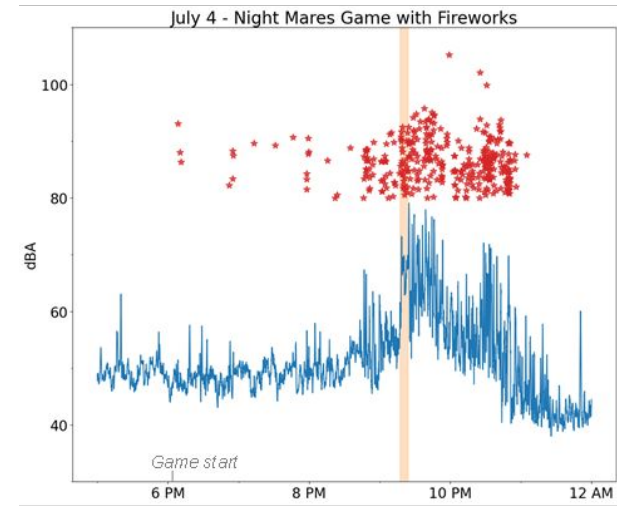 July 4 - Night Mares Game with Fireworks
100
80
60
40
dBA
Game start
6 PM
8 PM
10 PM
12 AM